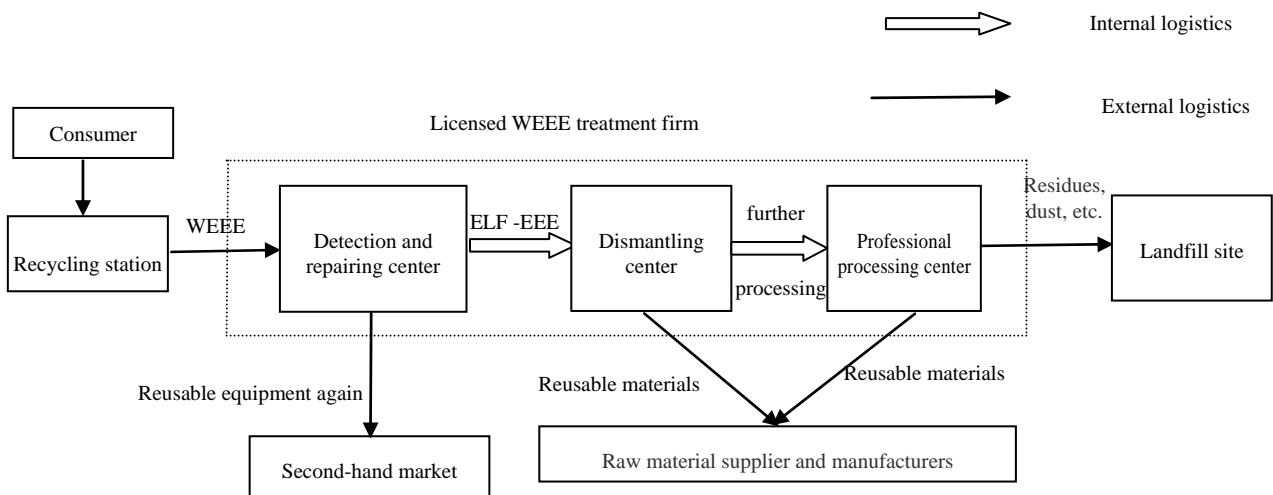 Internal logistics
External logistics
Licensed WEEE treatment firm
Consumer
Recycling station
WEEE
Detection and
repairing center
ELF -EEE
Dismantling
center
further
processing
Professional
processing center
Residues,
dust, etc.
Landfill site
Reusable equipment again
Reusable materials
Reusable materials
Second-hand market
Raw material supplier and manufacturers